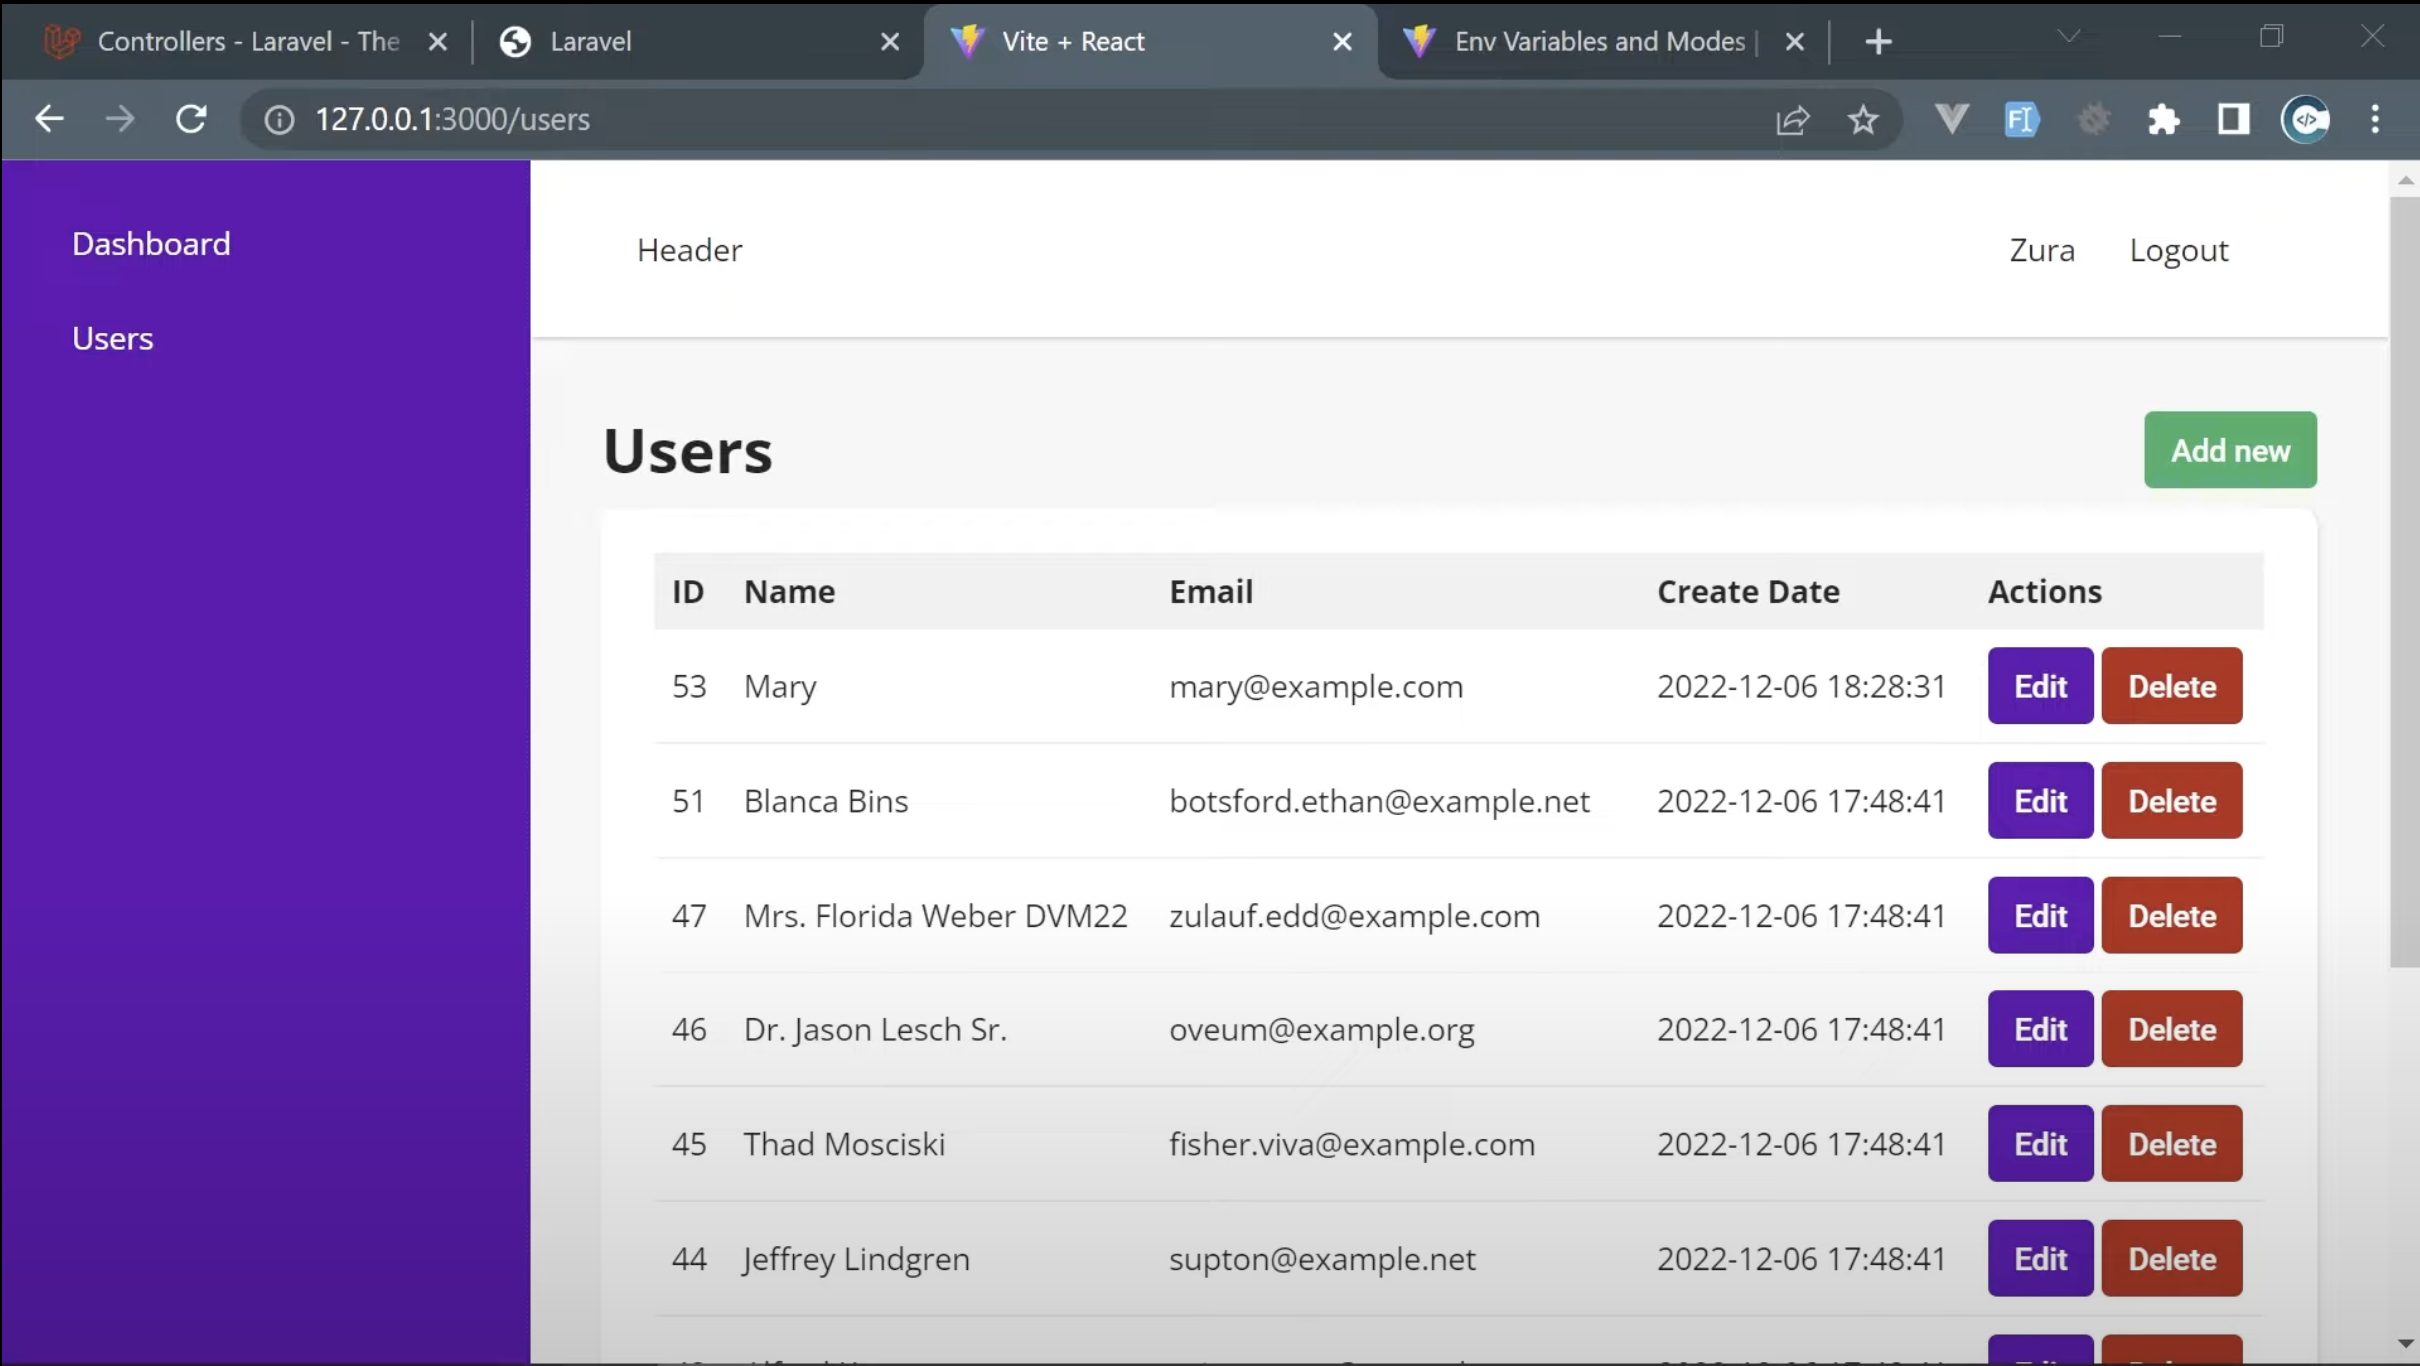 Controllers - Laravel - The
Laravel
Vite + React
Env Variables and Modes |
127.0.0.1:3000/users
Dashboard
Users
Header
Zura
Logout
Users
Add new
ID Name Email Create Date Actions
53 Mary mary@example.com 2022-12-06 18:28:31 Edit Delete
51 Blanca Bins botsford.ethan@example.net 2022-12-06 17:48:41 Edit Delete
47 Mrs. Florida Weber DVM22 zulauf.edd@example.com 2022-12-06 17:48:41 Edit Delete
46 Dr. Jason Lesch Sr. oveum@example.org 2022-12-06 17:48:41 Edit Delete
45 Thad Mosciski fisher.viva@example.com 2022-12-06 17:48:41 Edit Delete
44 Jeffrey Lindgren supton@example.net 2022-12-06 17:48:41 Edit Delete